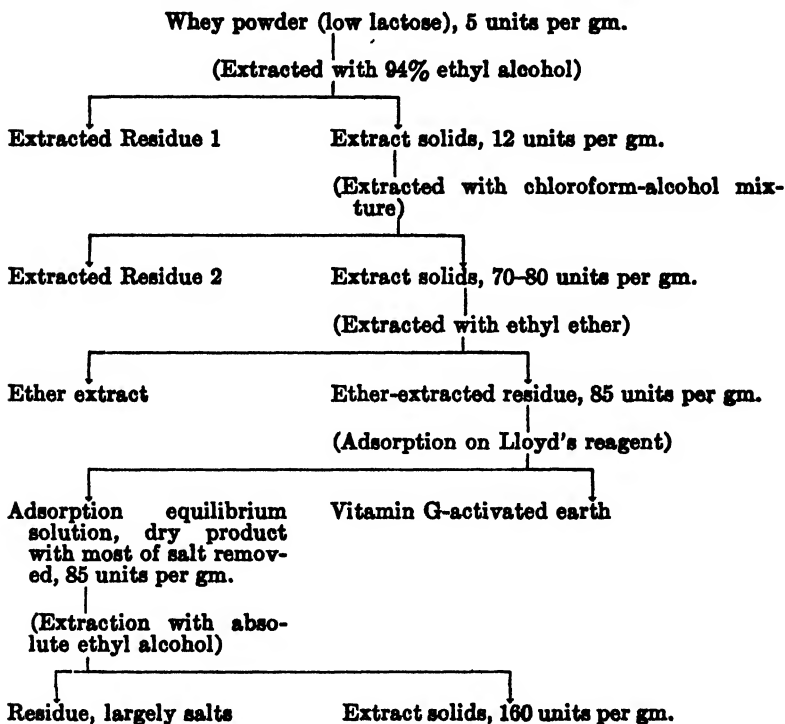 Whey powder (low lactose), 5 units per gm.
(Extracted with 94% ethyl alcohol)
Extracted Residue 1
Extract solids, 12 units per gm.
(Extracted with chloroform-alcohol mix-
ture)
Extracted Residue 2
Extract solids, 70–80 units per gm.
(Extracted with ethyl ether)
Ether extract
Ether-extracted residue, 85 units per gm.
(Adsorption on Lloyd's reagent)
Adsorption equilibrium
solution, dry product
with most of salt remov-
ed, 85 units per gm.
Vitamin G-activated earth
(Extraction with abso-
lute ethyl alcohol)
Residue, largely salts
Extract solids, 160 units per gm.